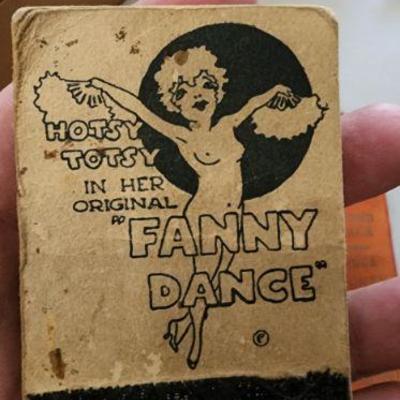 HOTSY
TOTSY
IN HER
ORIGINAL
"FANNY
DANCE"